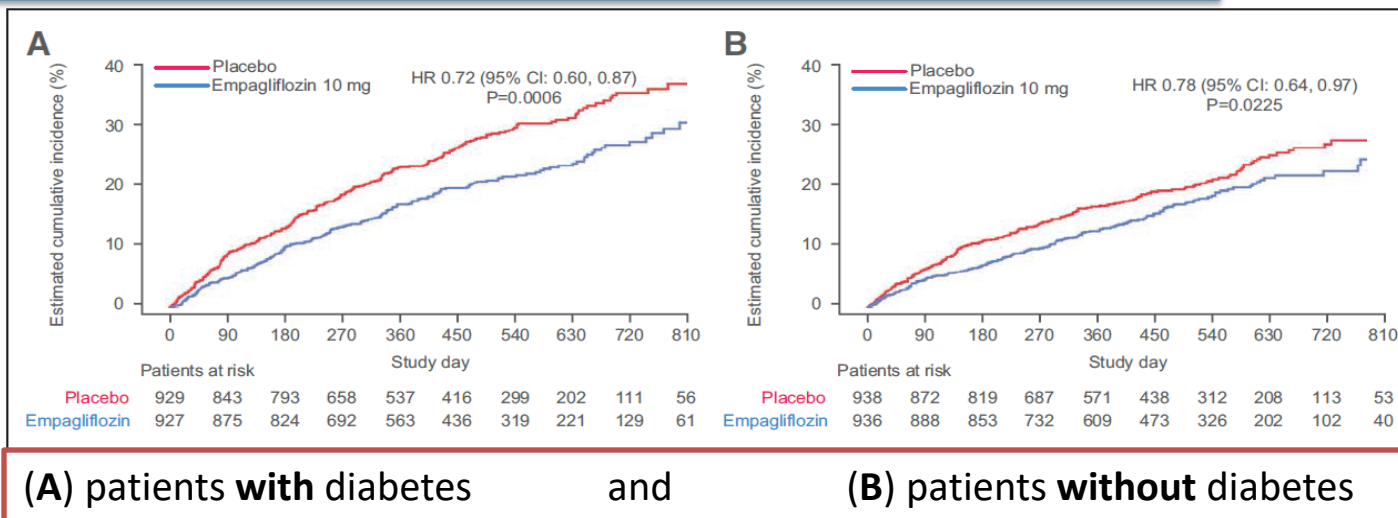 A
Placebo
Empagliflozin 10 mg
HR 0.72 (95% CI: 0.60, 0.87)
P=0.0006
Estimated cumulative incidence (%)
40
30
20
10
0
0 90 180 270 360 450 540 630 720 810
Study day
Patients at risk
Placebo 929 843 793 658 537 416 299 202 111 56
Empagliflozin 927 875 824 692 563 436 319 221 129 61
B
Placebo
Empagliflozin 10 mg
HR 0.78 (95% CI: 0.64, 0.97)
P=0.0225
Estimated cumulative incidence (%)
40
30
20
10
0
0 90 180 270 360 450 540 630 720 810
Study day
Patients at risk
Placebo 938 872 819 687 571 438 312 208 113 53
Empagliflozin 936 888 853 732 609 473 326 202 102 40
(A) patients with diabetes and (B) patients without diabetes